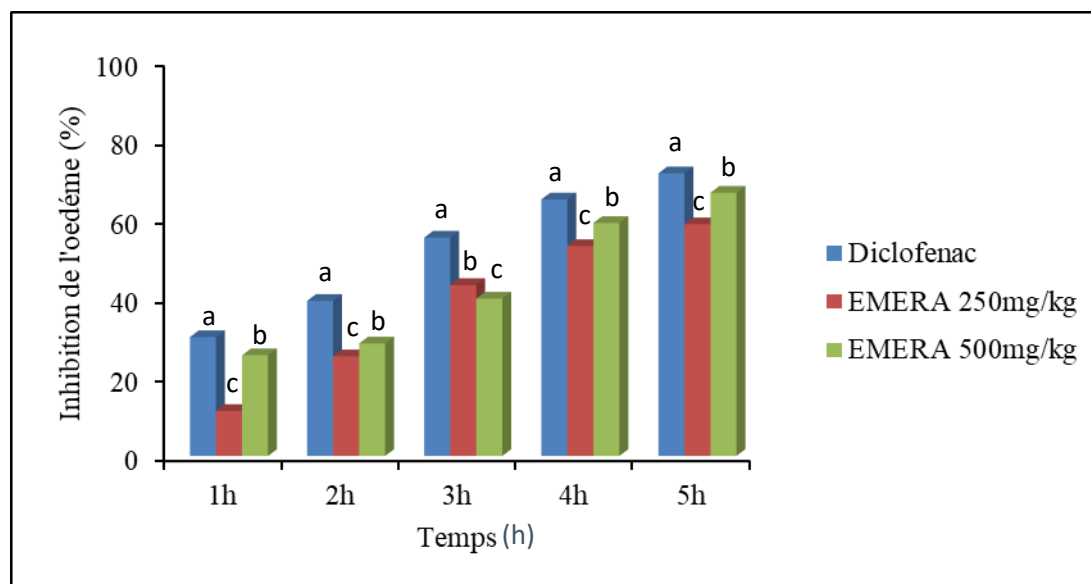 Inhibition de l'oedéme (%)
100
80
60
40
20
0
a
c
b
a
c
b
a
b
c
a
c
b
a
c
b
1h 2h 3h 4h 5h
Temps (h)
Diclofenac
EMERA 250mg/kg
EMERA 500mg/kg